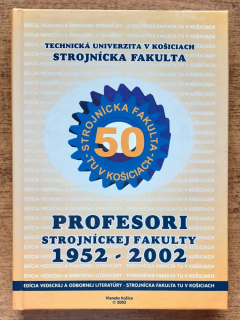 TECHNICKÁ UNIVERZITA V KOŠICIACH
STROJNÍCKA FAKULTA
EDÍCIA VEDECKEJ A ODBORNEJ LITERATÚRY - STROJNÍCKA FAKULTA TU V KOŠICIACH
STROJNÍCKA FAKULTA
50
TU V KOŠICIACH
PROFESORI
STROJNÍCKEJ FAKULTY
1952 - 2002
EDÍCIA VEDECKEJ A ODBORNEJ LITERATÚRY - STROJNÍCKA FAKULTA TU V KOŠICIACH
Vienala Košice
© 2002